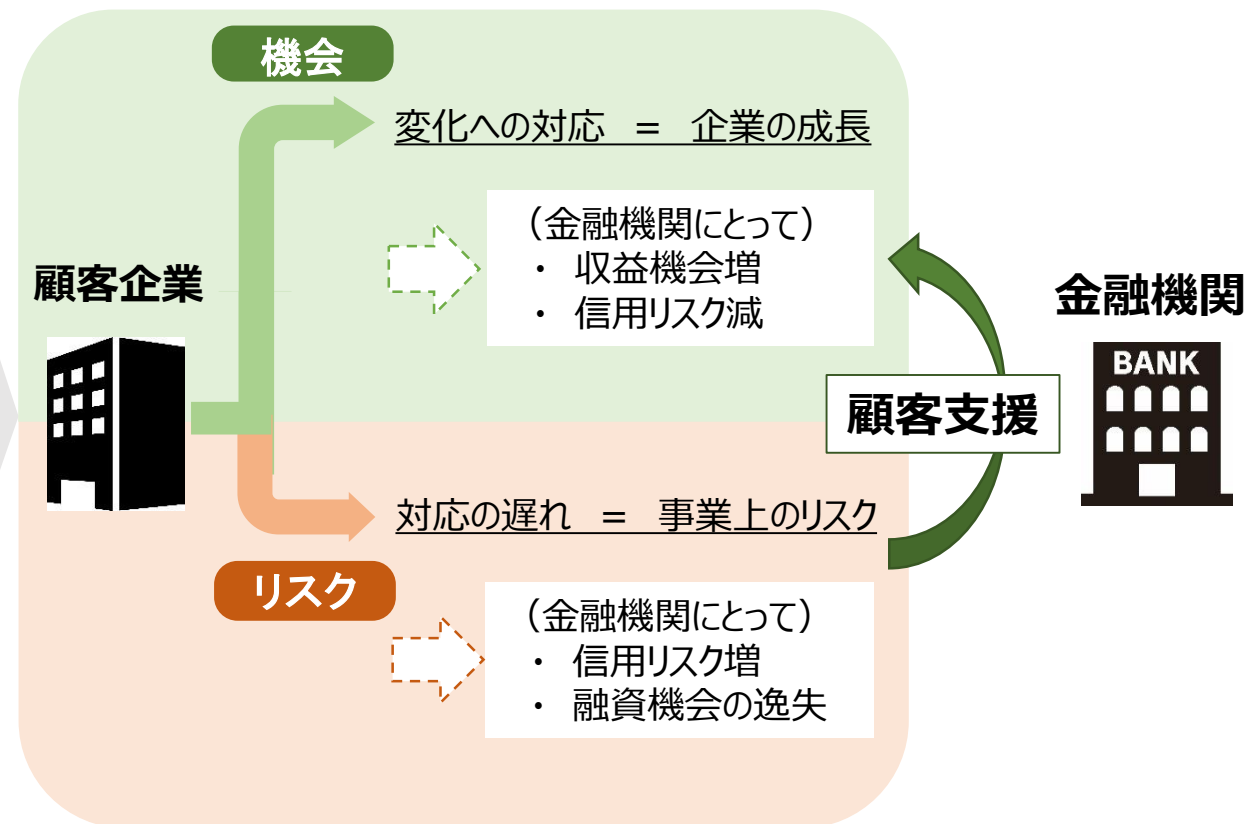 機会
変化への対応 = 企業の成長
(金融機関にとって)
・ 収益機会増
・ 信用リスク減
顧客企業
金融機関
BANK
顧客支援
対応の遅れ = 事業上のリスク
リスク
(金融機関にとって)
・ 信用リスク増
・ 融資機会の逸失